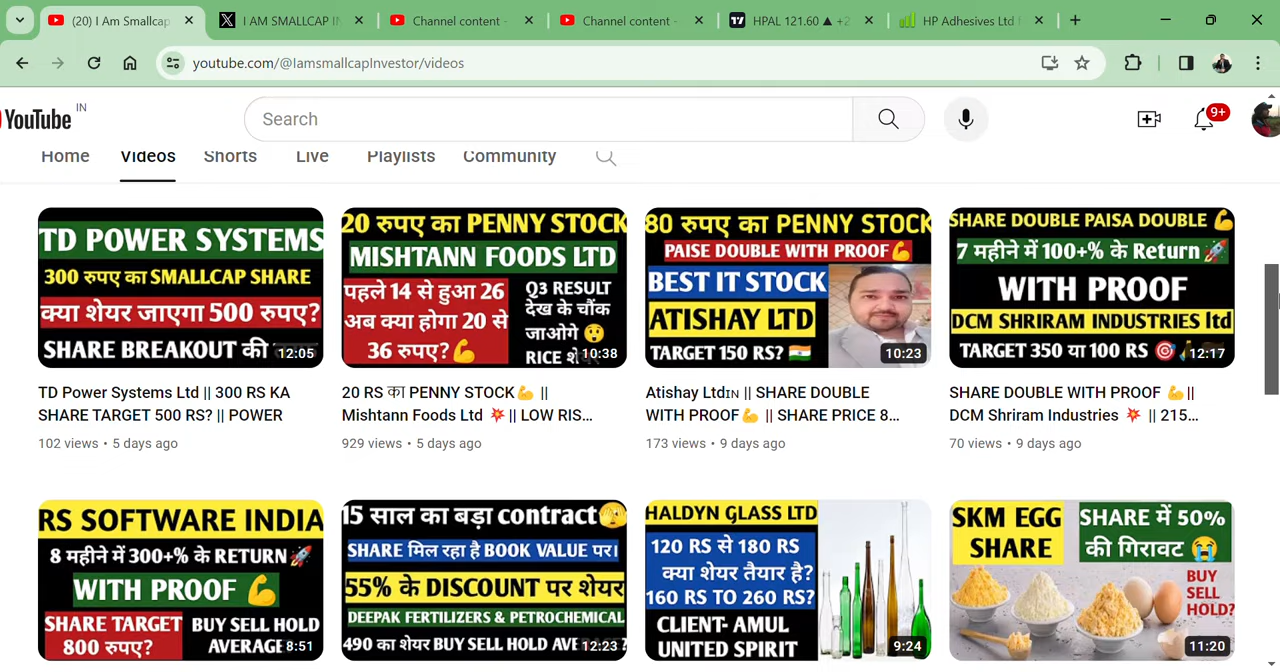 (20) I Am Smallcap
I AM SMALLCAP IN
Channel content -
Channel content -
HPAL 121.60 ▲ +2
HP Adhesives Ltd
youtube.com/@IamsmallcapInvestor/videos
YouTube IN
Search
9+
Home Videos Shorts Live Playlists Community
TD POWER SYSTEMS
300 रुपए का SMALLCAP SHARE
क्या शेयर जाएगा 500 रुपए?
SHARE BREAKOUT की
12:05
TD Power Systems Ltd || 300 RS KA
SHARE TARGET 500 RS? || POWER
102 views • 5 days ago
20 रुपए का PENNY STOCK
MISHTANN FOODS LTD
पहले 14 से हुआ 26
अब क्या होगा 20 से
36 रुपए?💪
Q3 RESULT
देख के चौंक
जाओगे 😲
RICE शे
10:38
20 RS का PENNY STOCK💪 ||
Mishtann Foods Ltd 💥 || LOW RIS...
929 views • 5 days ago
80 रुपए का PENNY STOCK
PAISE DOUBLE WITH PROOF💪
BEST IT STOCK
ATISHAY LTD
TARGET 150 RS? 🇮🇳
10:23
Atishay Ltd🇮🇳 || SHARE DOUBLE
WITH PROOF💪 || SHARE PRICE 8...
173 views • 9 days ago
SHARE DOUBLE PAISA DOUBLE 💪
7 महीने में 100+% के Return 🚀
WITH PROOF
DCM SHRIRAM INDUSTRIES ltd
TARGET 350 या 100 RS 🎯
12:17
SHARE DOUBLE WITH PROOF 💪||
DCM Shriram Industries 💥 || 215...
70 views • 9 days ago
RS SOFTWARE INDIA
8 महीने में 300+% के RETURN🚀
WITH PROOF 💪
SHARE TARGET
800 रुपए?
BUY SELL HOLD
AVERAGE
8:51
15 साल का बड़ा contract🫣
SHARE मिल रहा है BOOK VALUE पर।
55% के DISCOUNT पर शेयर
DEEPAK FERTILIZERS & PETROCHEMICAL
490 का शेयर BUY SELL HOLD AVE
12:23
HALDYN GLASS LTD
120 RS से 180 RS
क्या शेयर तैयार है?
160 RS TO 260 RS?
CLIENT- AMUL
UNITED SPIRIT
9:24
SKM EGG
SHARE
SHARE में 50%
की गिरावट 😭
BUY
SELL
HOLD?
11:20